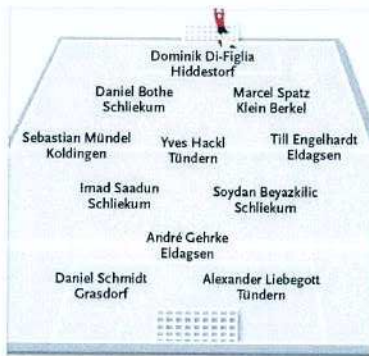 Dominik Di-Figlia
Hiddestorf
Daniel Bothe
Schliekum
Marcel Spatz
Klein Berkel
Sebastian Mündel
Koldingen
Yves Hackl
Tündern
Till Engelhardt
Eldagsen
Imad Saadun
Schliekum
Soydan Beyazkilic
Schliekum
André Gehrke
Eldagsen
Daniel Schmidt
Grasdorf
Alexander Liebegott
Tündern